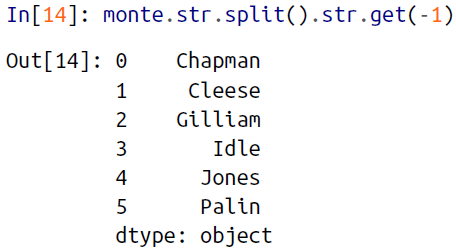 In[14]: monte.str.split().str.get(-1)
Out[14]: 0 Chapman
1 Cleese
2 Gilliam
3 Idle
4 Jones
5 Palin
dtype: object